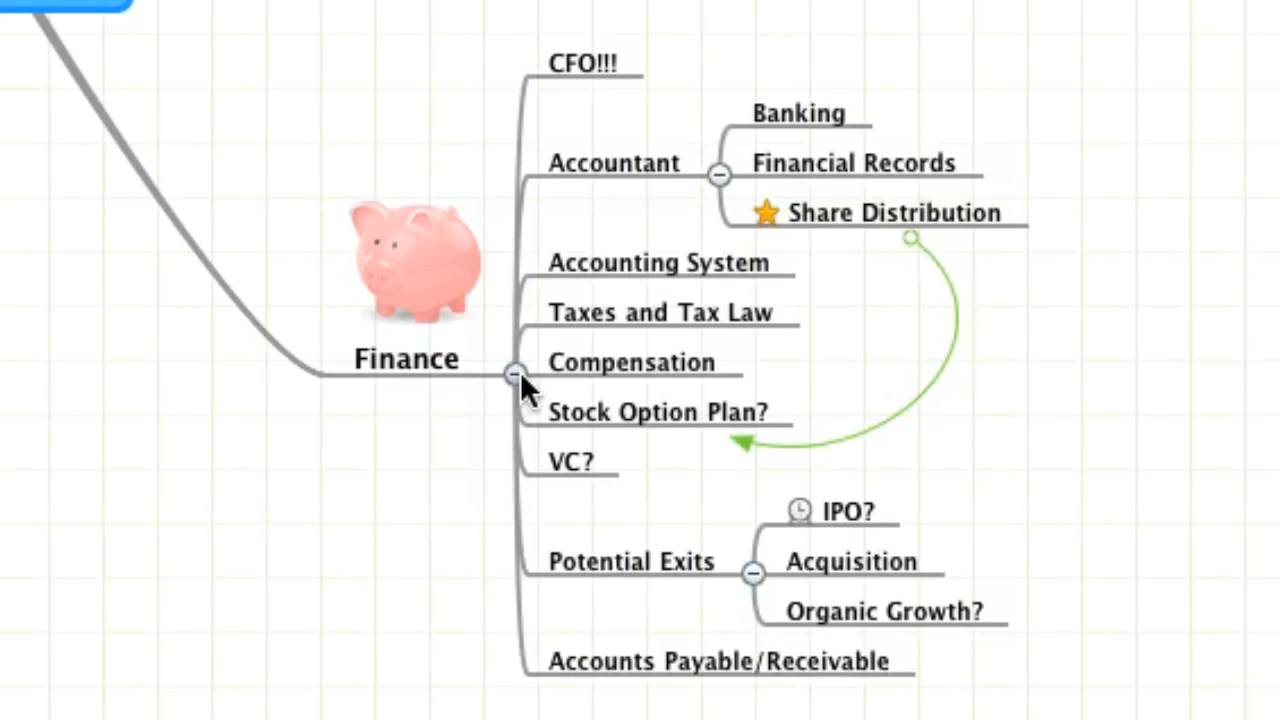 CFO!!!
Banking
Accountant
Financial Records
Share Distribution
Accounting System
Taxes and Tax Law
Finance
Compensation
Stock Option Plan?
VC?
IPO?
Potential Exits
Acquisition
Organic Growth?
Accounts Payable/Receivable